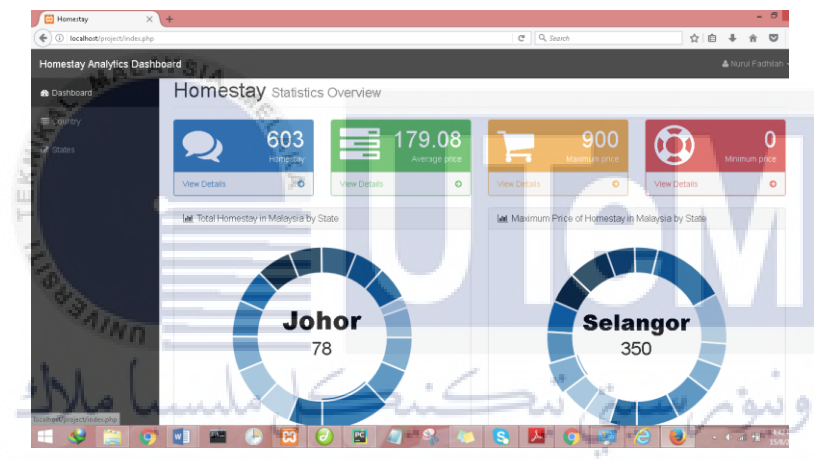 Homestay
localhost/project/index.php
Search
Homestay Analytics Dashboard
Nurul Fadhilah
Dashboard
Country
States
Homestay Statistics Overview
603
Homestay
View Details
179.08
Average price
View Details
900
Maximum price
View Details
0
Minimum price
View Details
Total Homestay in Malaysia by State
Johor
78
Maximum Price of Homestay in Malaysia by State
Selangor
350
localhost/project/index.php
UTeM